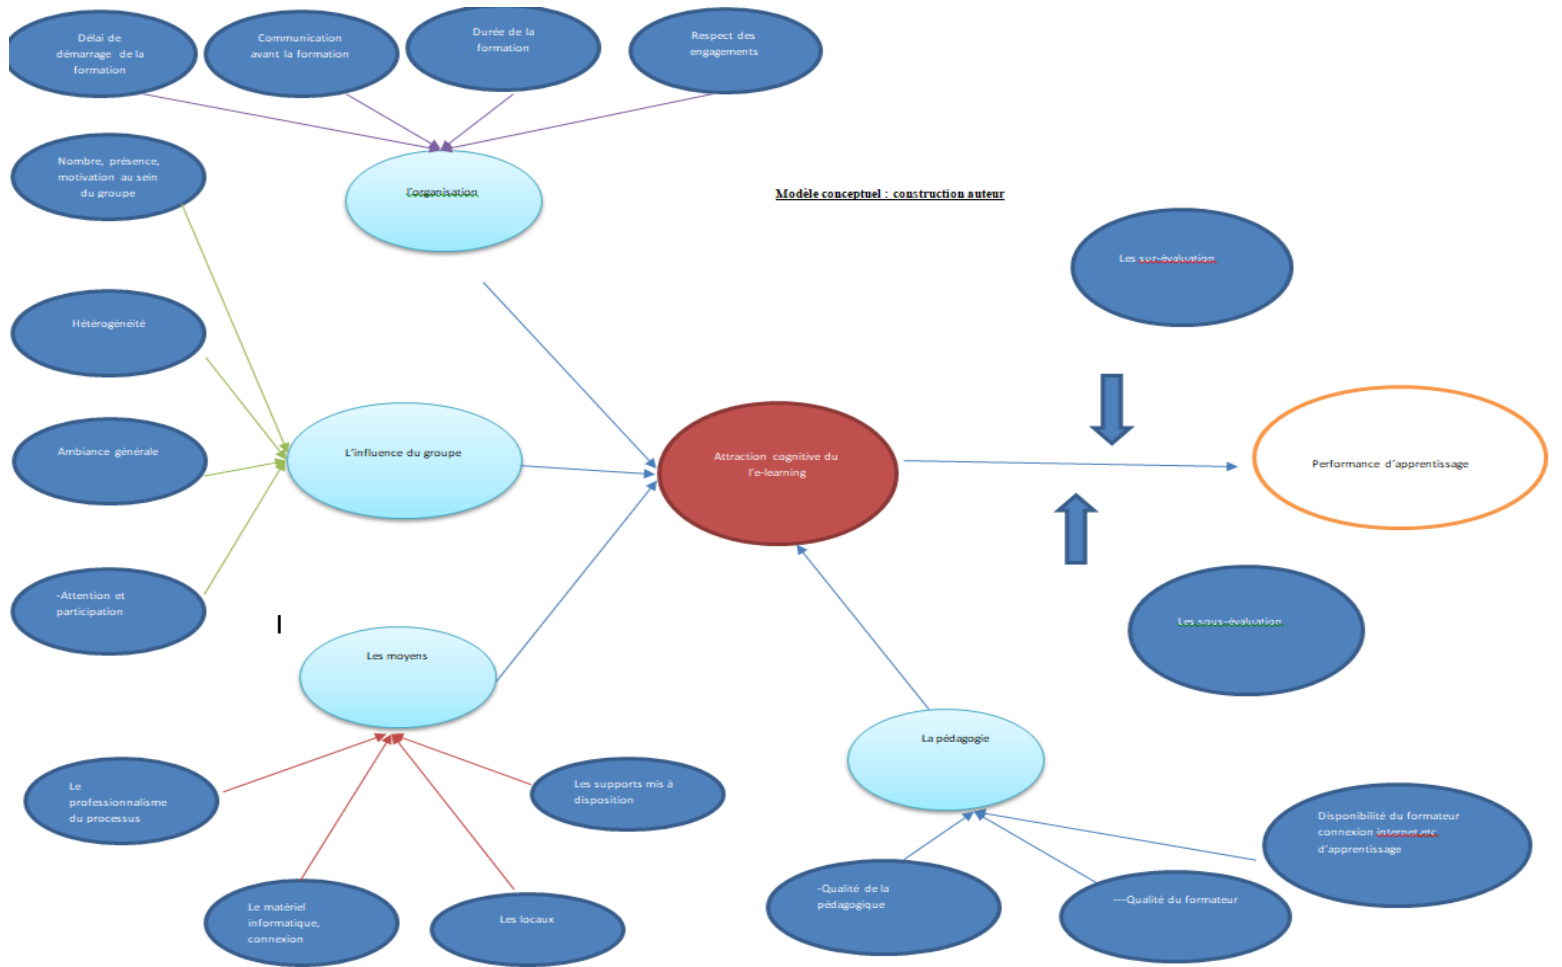 Délai de
démarrage de la
formation
Communication
avant la formation
Durée de la
formation
Respect des
engagements
Nombre, présence,
motivation au sein
du groupe
l'organisation
Modèle conceptuel : construction auteur
Les sur-évaluation
Hétérogénéité
Ambiance générale
L'influence du groupe
Attraction cognitive du
l'e-learning
Performance d'apprentissage
-Attention et
participation
Les moyens
Les sous-évaluation
La pédagogie
Le
professionnalisme
du processus
Les supports mis à
disposition
Disponibilité du formateur
connexion internet etc
d'apprentissage
-Qualité de la
pédagogique
---Qualité du formateur
Le matériel
informatique,
connexion
Les locaux